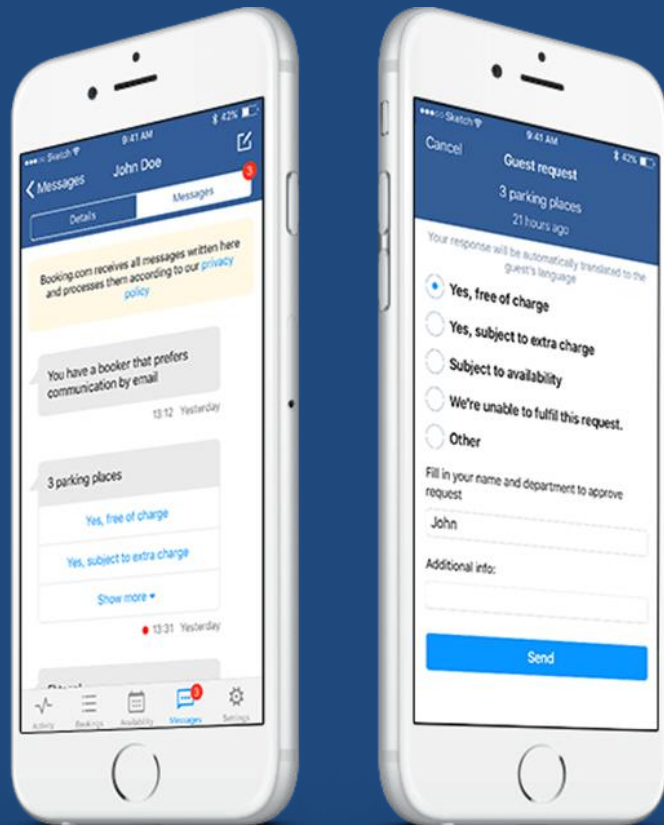 Sketch
9:41 AM
42%
Messages
John Doe
Details
Messages
3
Booking.com receives all messages written here
and processes them according to our privacy
policy
You have a booker that prefers
communication by email
13:12 Yesterday
3 parking places
Yes, free of charge
Yes, subject to extra charge
Show more
13:31 Yesterday
3
Activity
Bookings
Availability
Messages
Settings
Sketch
9:41 AM
42%
Cancel
Guest request
3 parking places
21 hours ago
Your response will be automatically translated to the
guest's language
Yes, free of charge
Yes, subject to extra charge
Subject to availability
We're unable to fulfil this request.
Other
Fill in your name and department to approve
request
John
Additional info:
Send